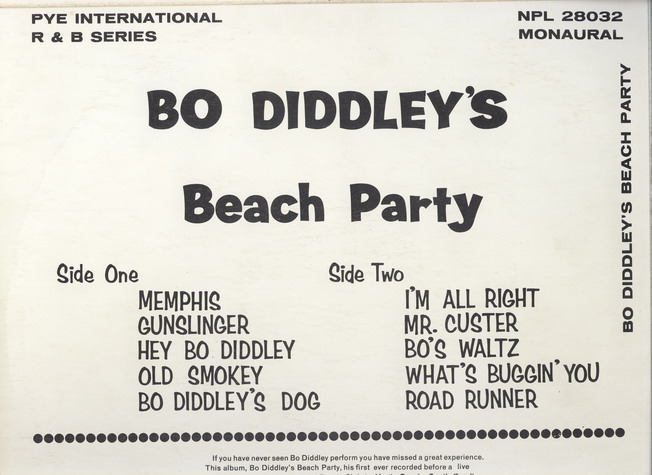 PYE INTERNATIONAL
R & B SERIES
NPL 28032
MONAURAL
BO DIDDLEY'S
Beach Party
BO DIDDLEY'S BEACH PARTY
Side One
MEMPHIS
GUNSLINGER
HEY BO DIDDLEY
OLD SMOKEY
BO DIDDLEY'S DOG
Side Two
I'M ALL RIGHT
MR. CUSTER
BO'S WALTZ
WHAT'S BUGGIN' YOU
ROAD RUNNER
If you have never seen Bo Diddley perform you have missed a great experience.
This album, Bo Diddley's Beach Party, his first ever recorded before a live